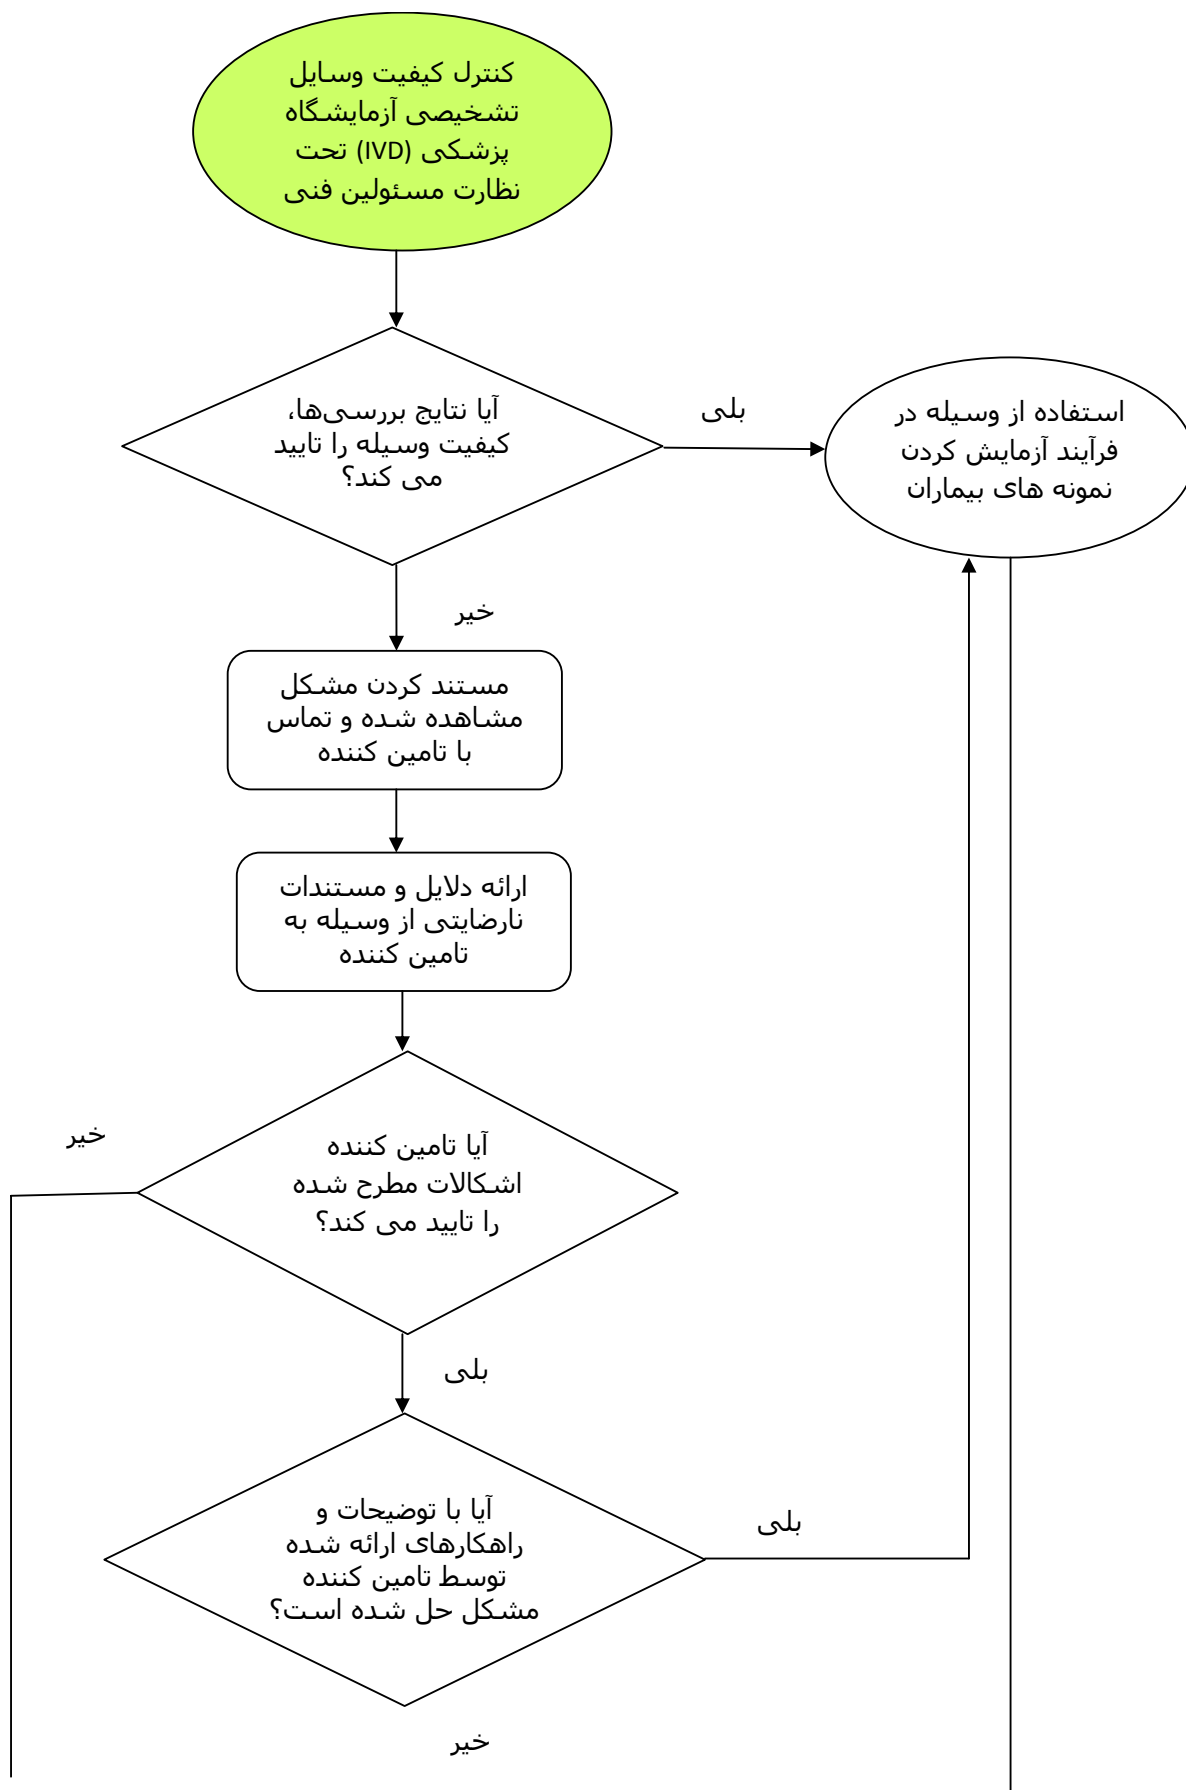 کنترل کیفیت وسایل
تشخیصی آزمایشگاه
پزشکی (IVD) تحت
نظارت مسئولین فنی
آیا نتایج بررسی‌ها،
کیفیت وسیله را تایید
می کند؟
بلی
استفاده از وسیله در
فرآیند آزمایش کردن
نمونه های بیماران
خیر
مستند کردن مشکل
مشاهده شده و تماس
با تامین کننده
ارائه دلایل و مستندات
نارضایتی از وسیله به
تامین کننده
خیر
آیا تامین کننده
اشکالات مطرح شده
را تایید می کند؟
بلی
آیا با توضیحات و
راهکارهای ارائه شده
توسط تامین کننده
مشکل حل شده است؟
بلی
خیر